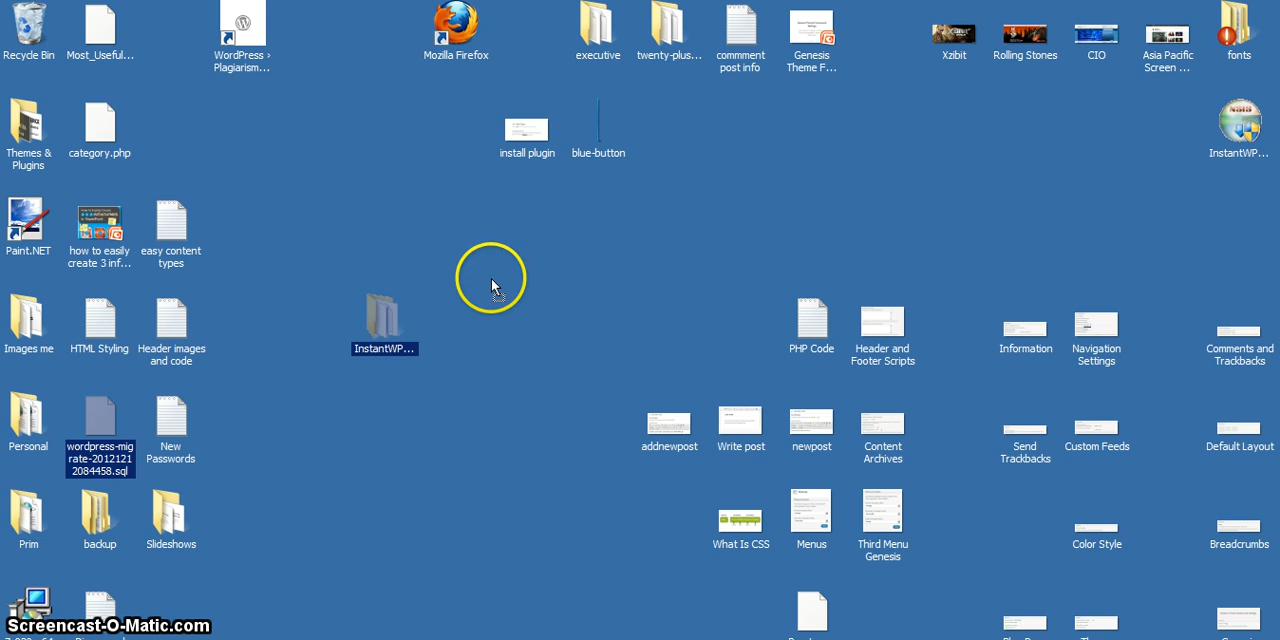 Recycle Bin
Most_Useful...
WordPress ›
Plagiarism...
Mozilla Firefox
executive
twenty-plus...
commment
post info
Genesis
Theme F...
Xzibit
Rolling Stones
CIO
Asia Pacific
Screen ...
fonts
Themes &
Plugins
category.php
install plugin
blue-button
NSIS
InstantWP...
Paint.NET
how to easily
create 3 inf...
easy content
types
Images me
HTML Styling
Header images
and code
InstantWP...
PHP Code
Header and
Footer Scripts
Information
Navigation
Settings
Comments and
Trackbacks
Personal
wordpress-mig
rate-2012121
2084458.sql
New
Passwords
addnewpost
Write post
newpost
Content
Archives
Send
Trackbacks
Custom Feeds
Default Layout
Prim
backup
Slideshows
What Is CSS
Menus
Third Menu
Genesis
Color Style
Breadcrumbs
Screencast-O-Matic.com